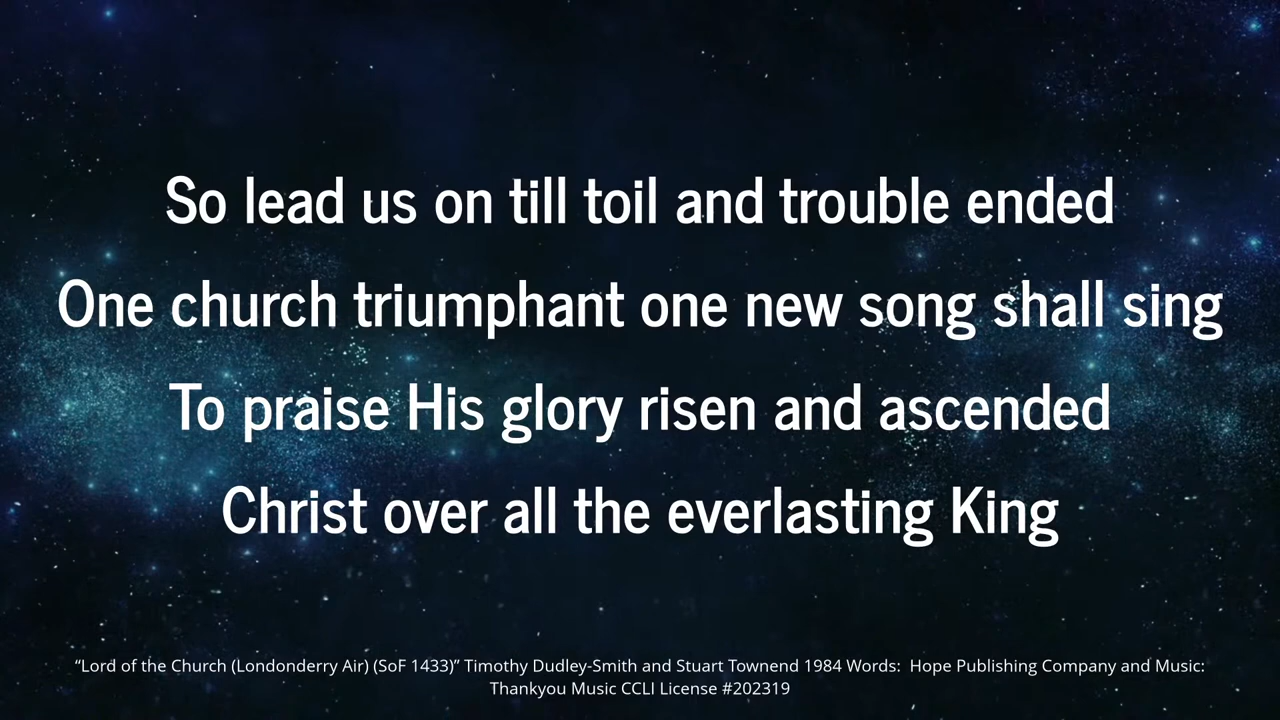 So lead us on till toil and trouble ended
One church triumphant one new song shall sing
To praise His glory risen and ascended
Christ over all the everlasting King
“Lord of the Church (Londonderry Air) (SoF 1433)” Timothy Dudley-Smith and Stuart Townend 1984 Words:  Hope Publishing Company and Music:
Thankyou Music CCLI License #202319